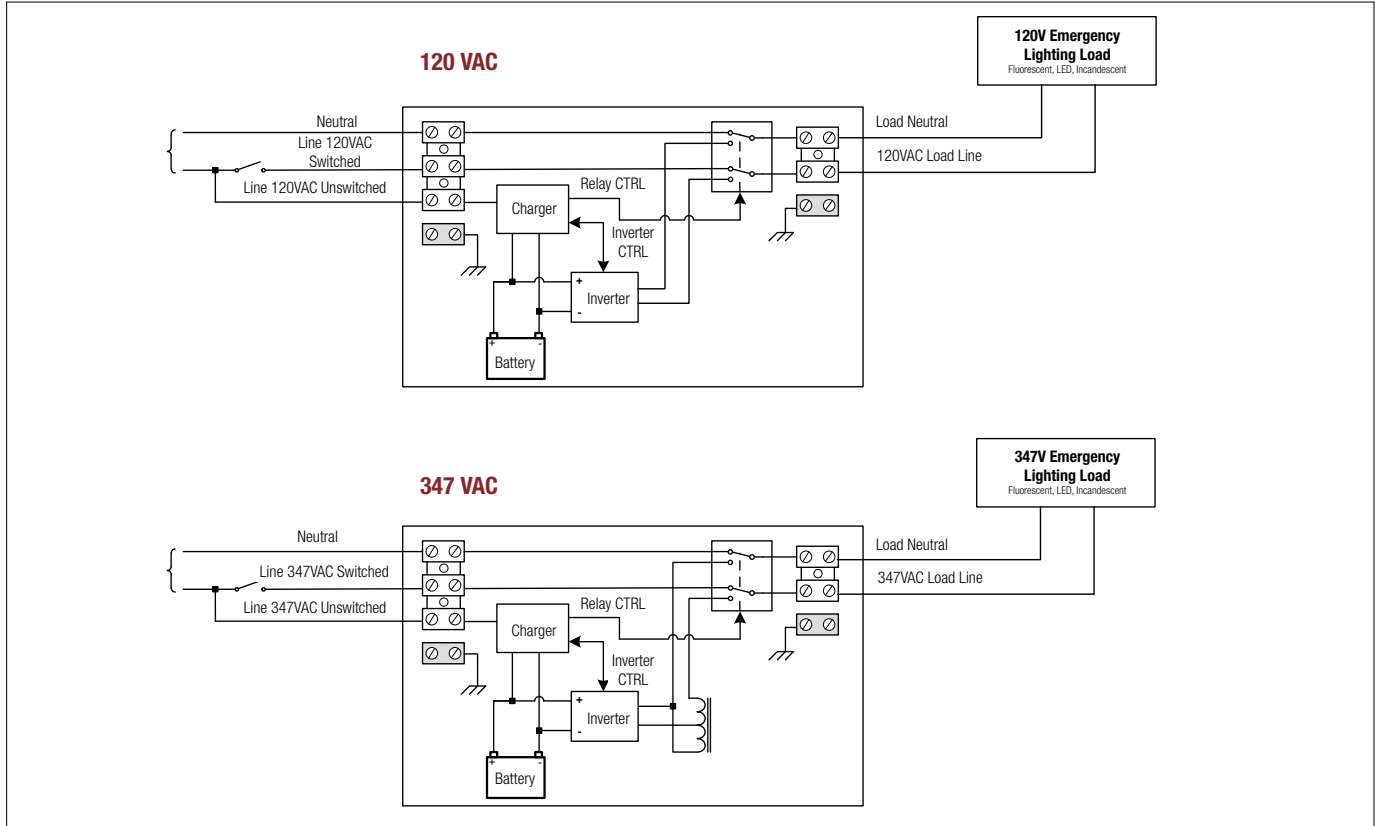 120V Emergency
Lighting Load
Fluorescent, LED, Incandescent
120 VAC
Neutral
Line 120VAC
Switched
Line 120VAC Unswitched
Load Neutral
120VAC Load Line
Relay CTRL
Charger
Inverter
CTRL
+
Inverter
-
+ -
Battery
347V Emergency
Lighting Load
Fluorescent, LED, Incandescent
347 VAC
Neutral
Line 347VAC Switched
Line 347VAC Unswitched
Load Neutral
347VAC Load Line
Relay CTRL
Charger
Inverter
CTRL
+
Inverter
-
+ -
Battery